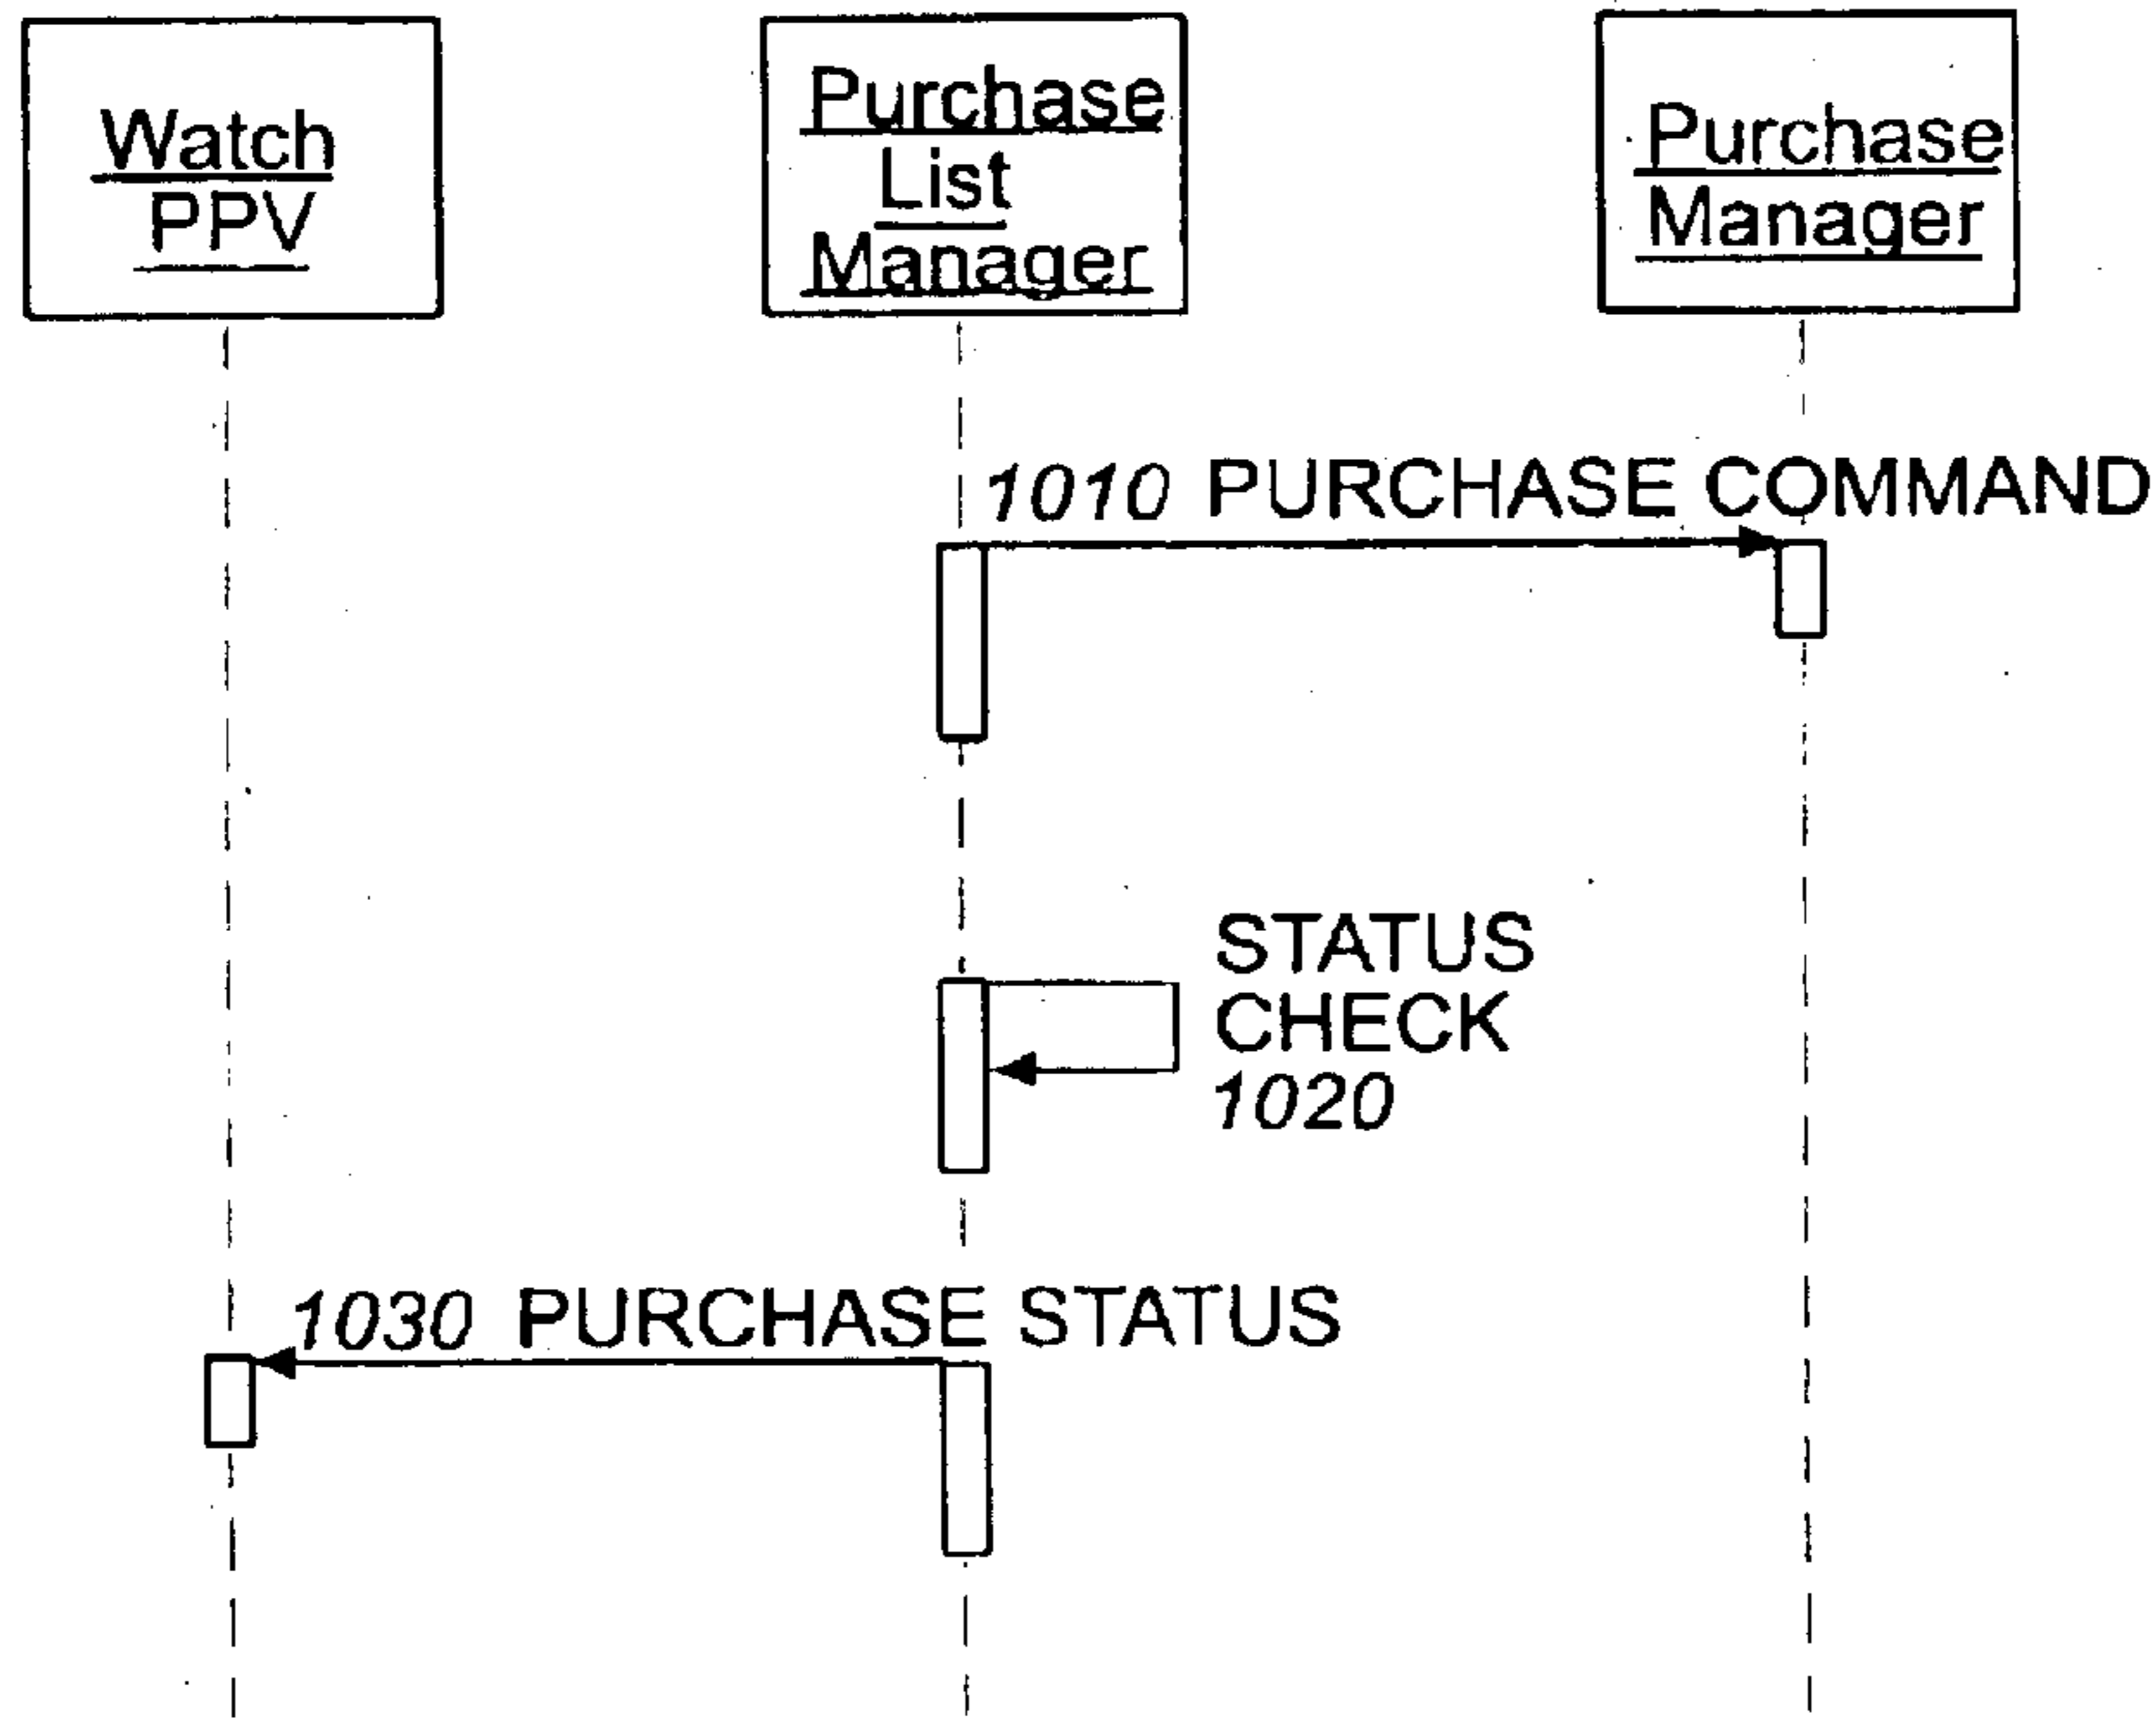 Watch
PPV
Purchase
List
Manager
Purchase
Manager
1010 PURCHASE COMMAND
STATUS
CHECK
1020
1030 PURCHASE STATUS